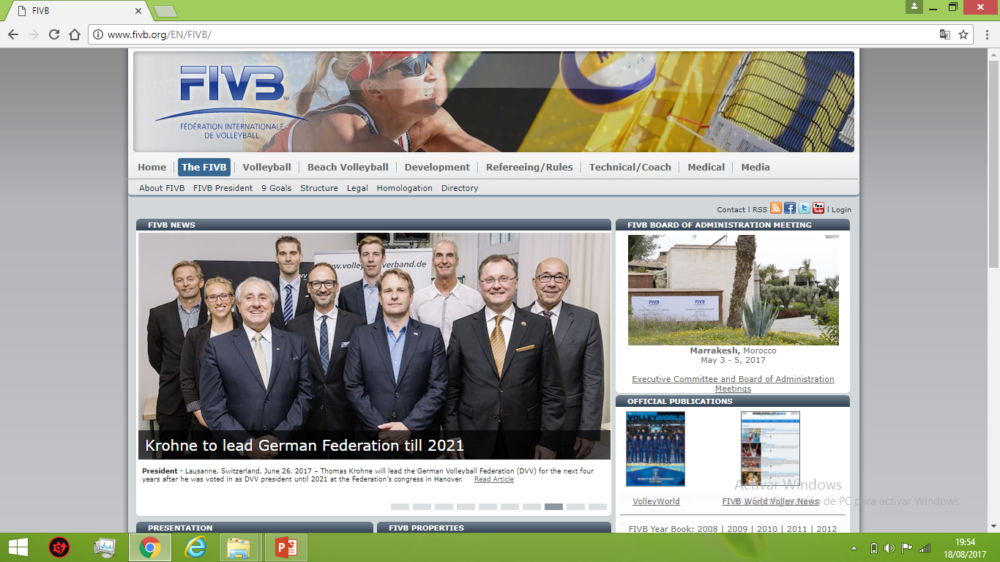 FIVB
www.fivb.org/EN/FIVB/
FIVB™
FÉDÉRATION INTERNATIONALE
DE VOLLEYBALL
Home The FIVB Volleyball Beach Volleyball Development Refereeing/Rules Technical/Coach Medical Media
About FIVB FIVB President 9 Goals Structure Legal Homologation Directory
Contact | RSS You Tube | Login
FIVB NEWS
www.volley verband.de
Krohne to lead German Federation till 2021
President - Lausanne, Switzerland, June 26, 2017 – Thomas Krohne will lead the German Volleyball Federation (DVV) for the next four
years after he was voted in as DVV president until 2021 at the Federation's congress in Hanover. Read Article
FIVB BOARD OF ADMINISTRATION MEETING
FIVB FIVB
Marrakesh, Morocco
May 3 - 5, 2017
Executive Committee and Board of Administration
Meetings
OFFICIAL PUBLICATIONS
VOLLEYWORLD
WORLDVOLLEYNEWS
VolleyWorld FIVB World Volley News
FIVB Year Book: 2008 | 2009 | 2010 | 2011 | 2012
PRESENTATION
FIVB PROPERTIES
Activar Windows
Configuración de PC para activar Windows.
19:54
18/08/2017